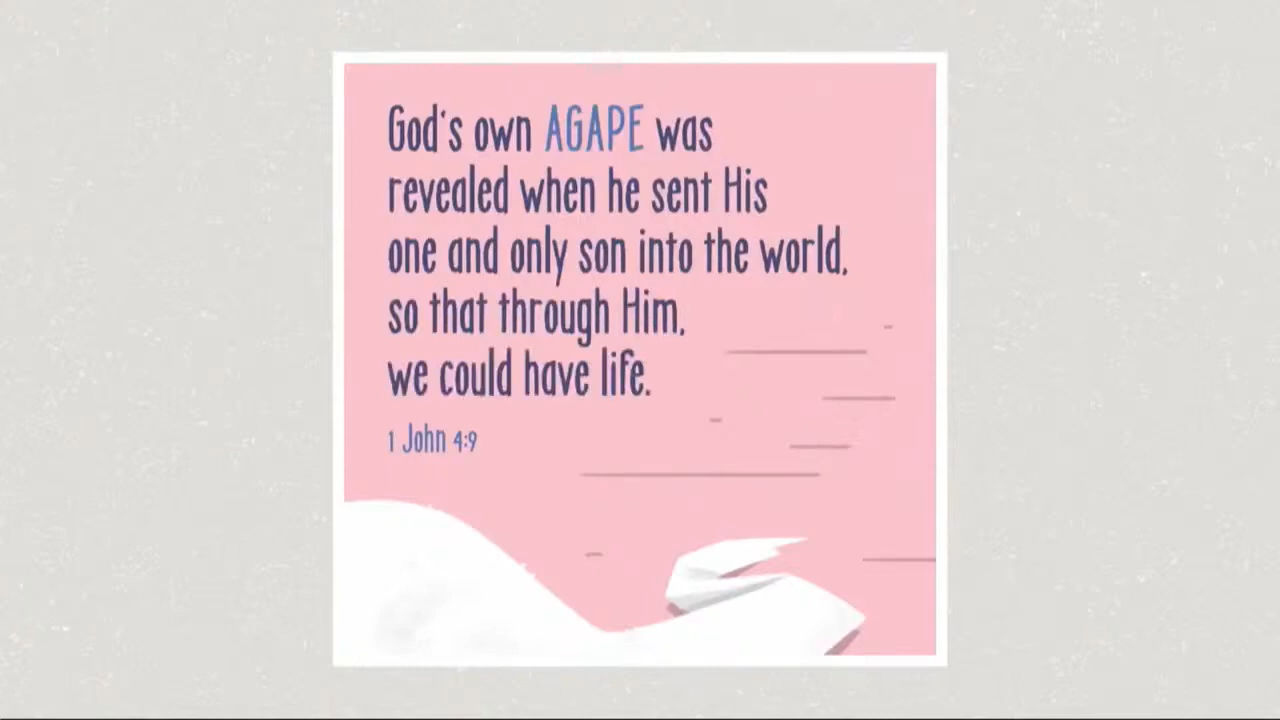 God's own AGAPE was
revealed when he sent His
one and only son into the world,
so that through Him,
we could have life.
1 John 4:9